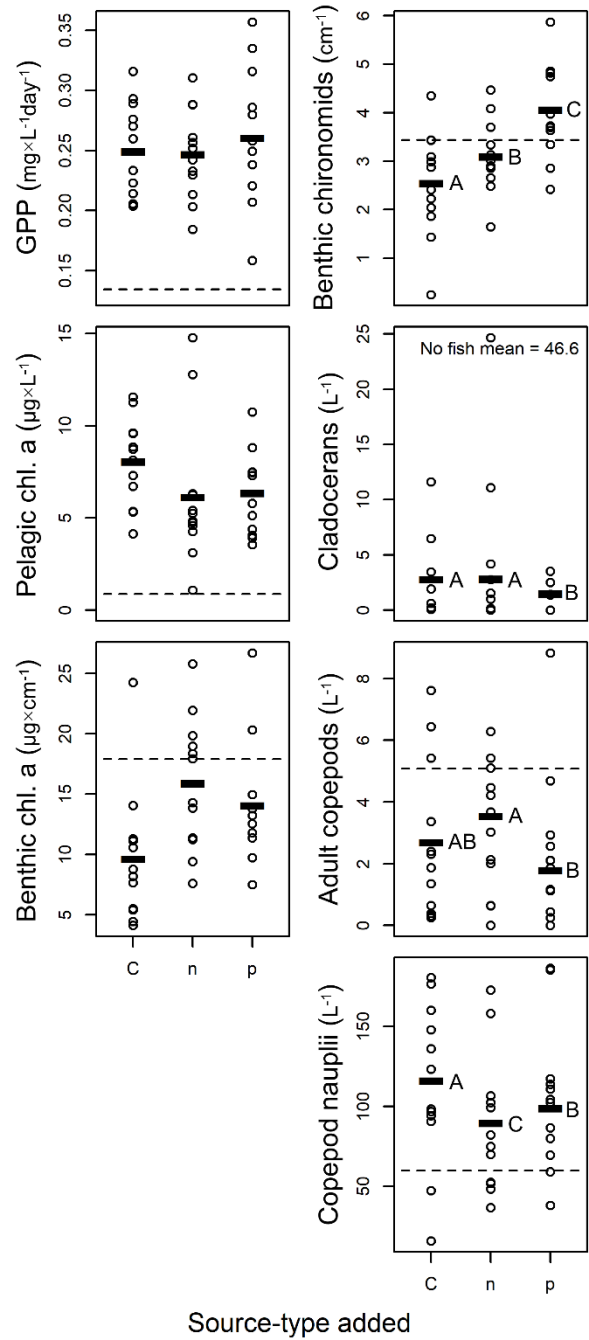 GPP (mg×L⁻¹day⁻¹)
0.35
0.30
0.25
0.20
0.15
Benthic chironomids (cm⁻¹)
6
5
4
3
2
1
A
B
C
Pelagic chl. a (µg×L⁻¹)
15
10
5
0
Cladocerans (L⁻¹)
25
20
15
10
5
0
No fish mean = 46.6
A
A
B
Benthic chl. a (µg×cm⁻¹)
25
20
15
10
5
C
n
p
Adult copepods (L⁻¹)
8
6
4
2
0
AB
A
B
Copepod nauplii (L⁻¹)
150
100
50
A
C
B
C
n
p
Source-type added